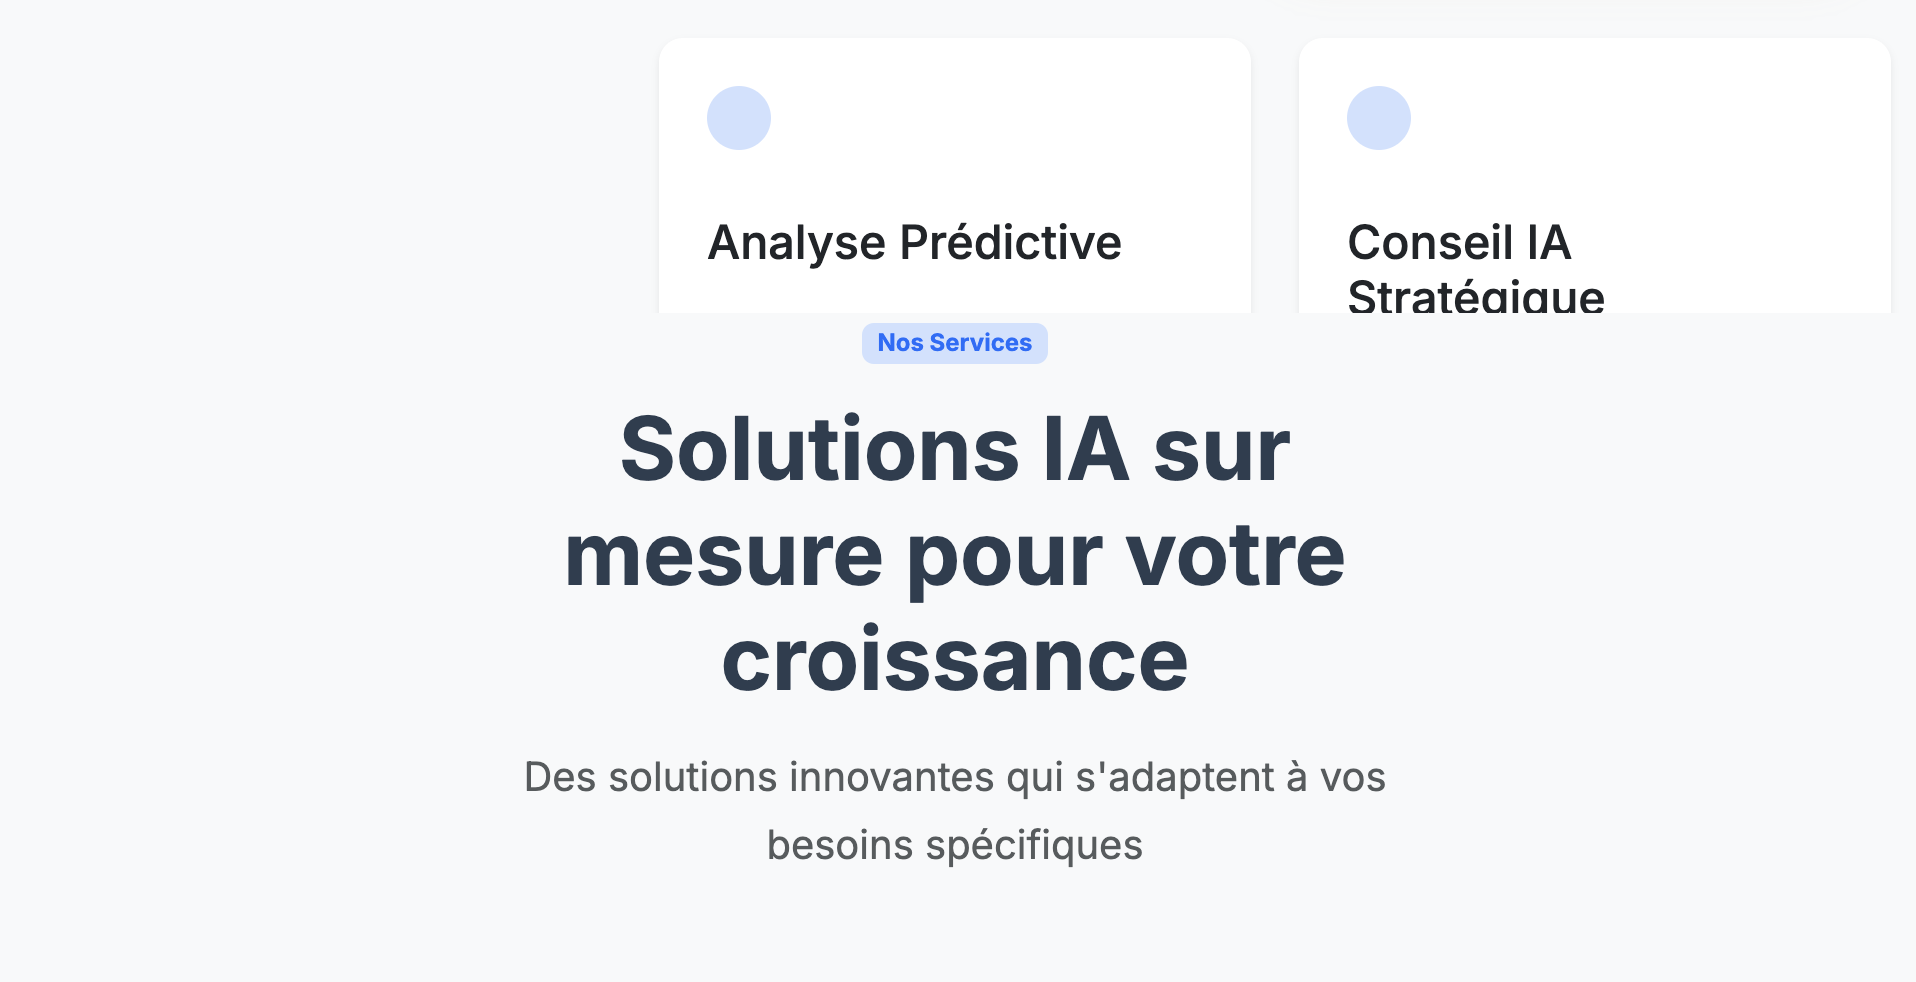 Analyse Prédictive
Conseil IA
Stratégique
Nos Services
Solutions IA sur
mesure pour votre
croissance
Des solutions innovantes qui s'adaptent à vos
besoins spécifiques